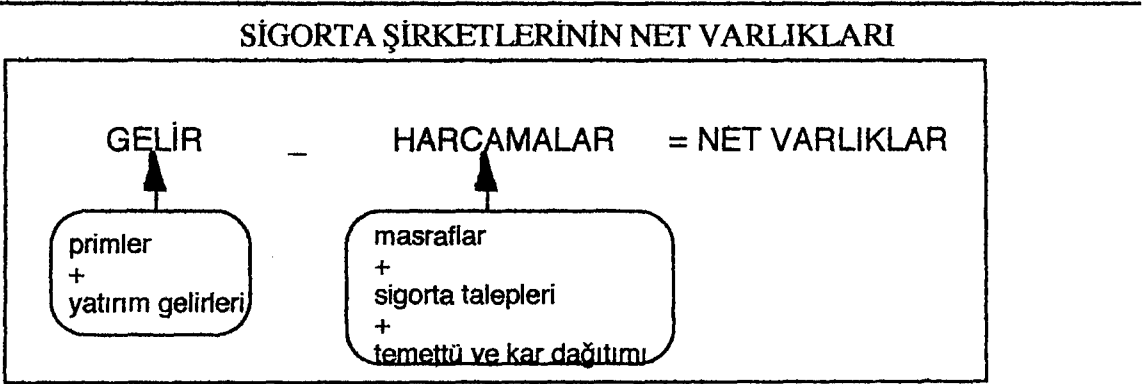 SİGORTA ŞİRKETLERİNİN NET VARLIKLARI
GELİR – HARCAMALAR = NET VARLIKLAR
primler
+
yatırım gelirleri
masraflar
+
sigorta talepleri
+
temettü ve kar dağıtımı